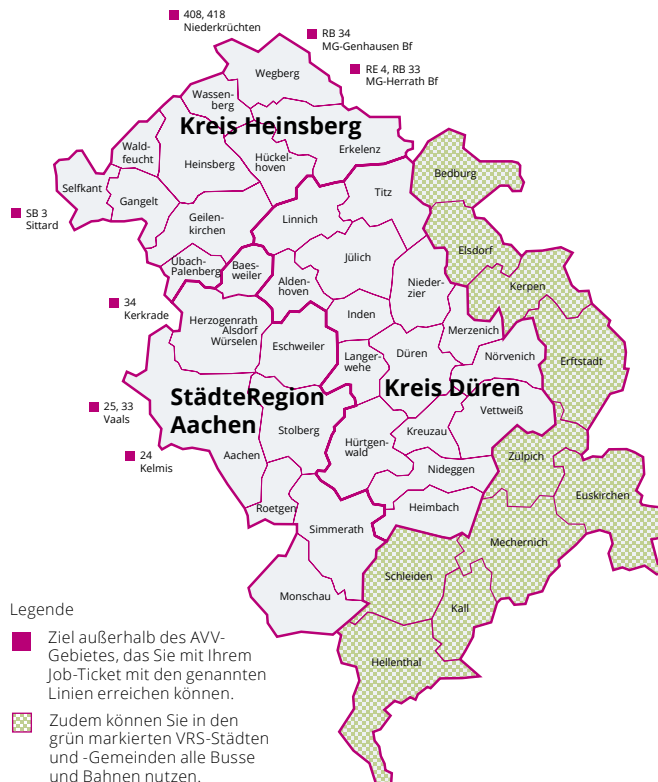 408, 418
Niederkrüchten
RB 34
MG-Genhausen Bf
RE 4, RB 33
MG-Herrath Bf
Wegberg
Wassen-
berg
Kreis Heinsberg
Erkelenz
Wald-
feucht
Heinsberg
Hückel-
hoven
Bedburg
Selfkant
Gangelt
Titz
SB 3
Sittard
Geilen-
kirchen
Linnich
Elsdorf
Übach-
Palenberg
Baes-
weiler
Jülich
Alden-
hoven
Nieder-
zier
Kerpen
34
Kerkrade
Herzogenrath
Alsdorf
Würselen
Inden
Merzenich
Eschweiler
Langer-
wehe
Düren
Nörvenich
Erftstadt
StädteRegion
Aachen
Kreis Düren
25, 33
Vaals
Vettweiß
Stolberg
Kreuzau
Hürtgen-
wald
24
Kelmis
Aachen
Zülpich
Nideggen
Euskirchen
Roetgen
Heimbach
Simmerath
Mechernich
Schleiden
Monschau
Kall
Hellenthal
Legende
Ziel außerhalb des AVV-
Gebietes, das Sie mit Ihrem
Job-Ticket mit den genannten
Linien erreichen können.
Zudem können Sie in den
grün markierten VRS-Städten
und -Gemeinden alle Busse
und Bahnen nutzen.